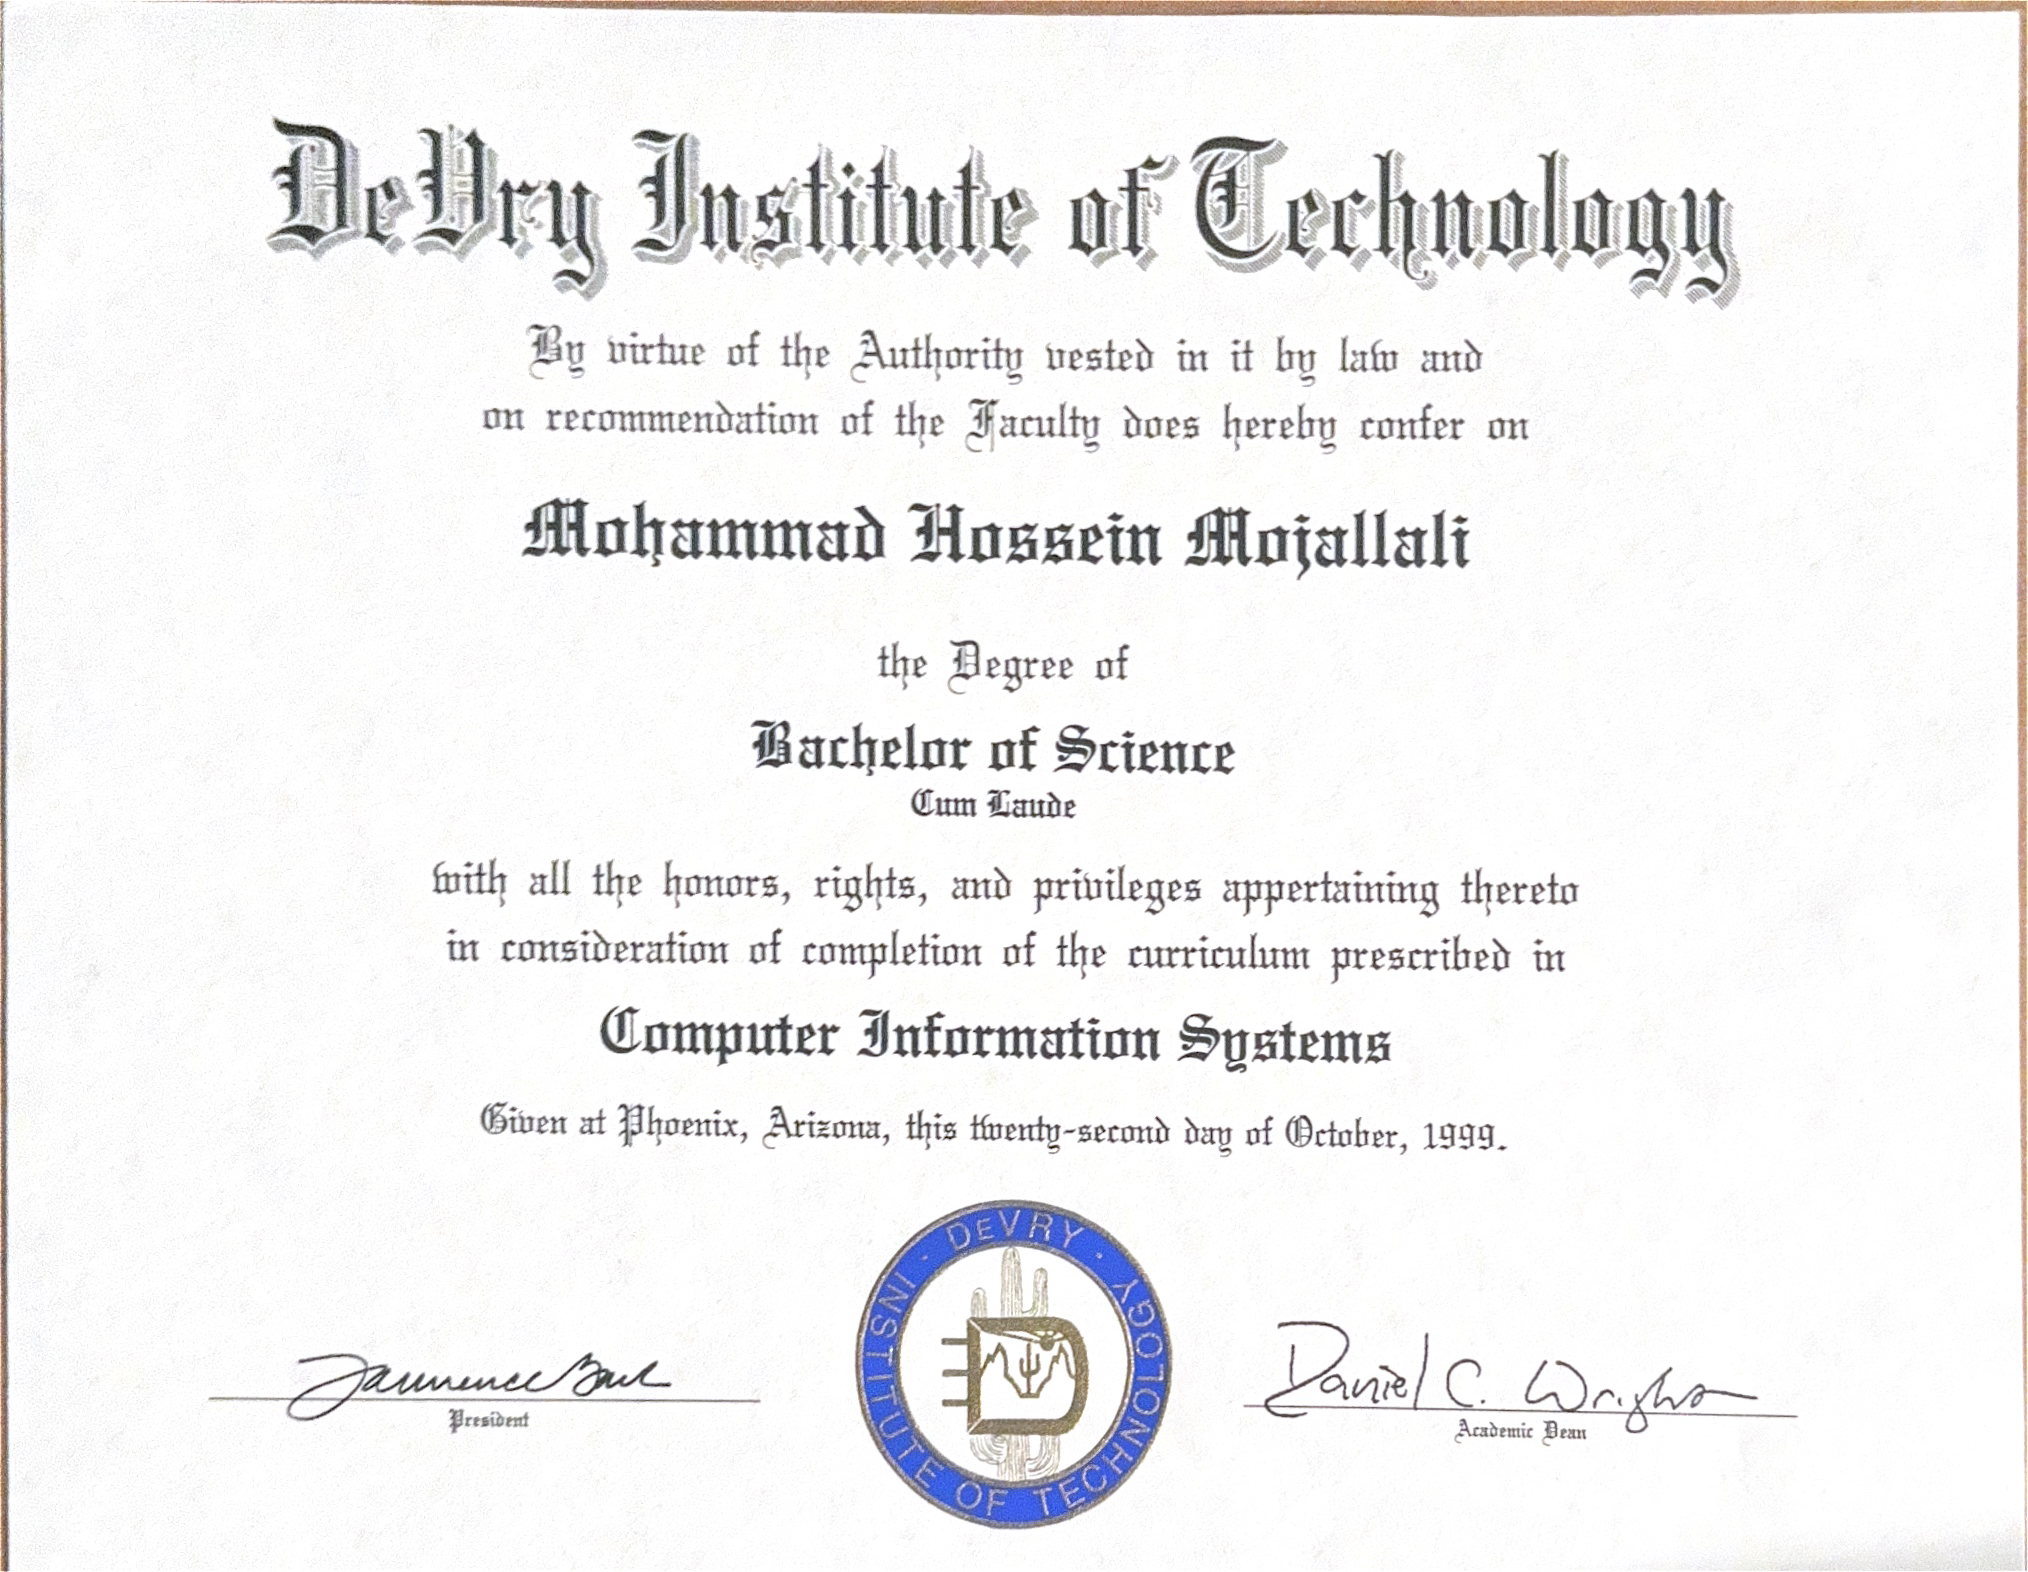 DeVry Institute of Technology
By virtue of the Authority vested in it by law and
on recommendation of the Faculty does hereby confer on
Mohammad Hossein Mojallali
the Degree of
Bachelor of Science
Cum Laude
with all the honors, rights, and privileges appertaining thereto
in consideration of completion of the curriculum prescribed in
Computer Information Systems
Given at Phoenix, Arizona, this twenty-second day of October, 1999.
· DEVRY · INSTITUTE OF TECHNOLOGY
President
Daniel C. Wright
Academic Dean